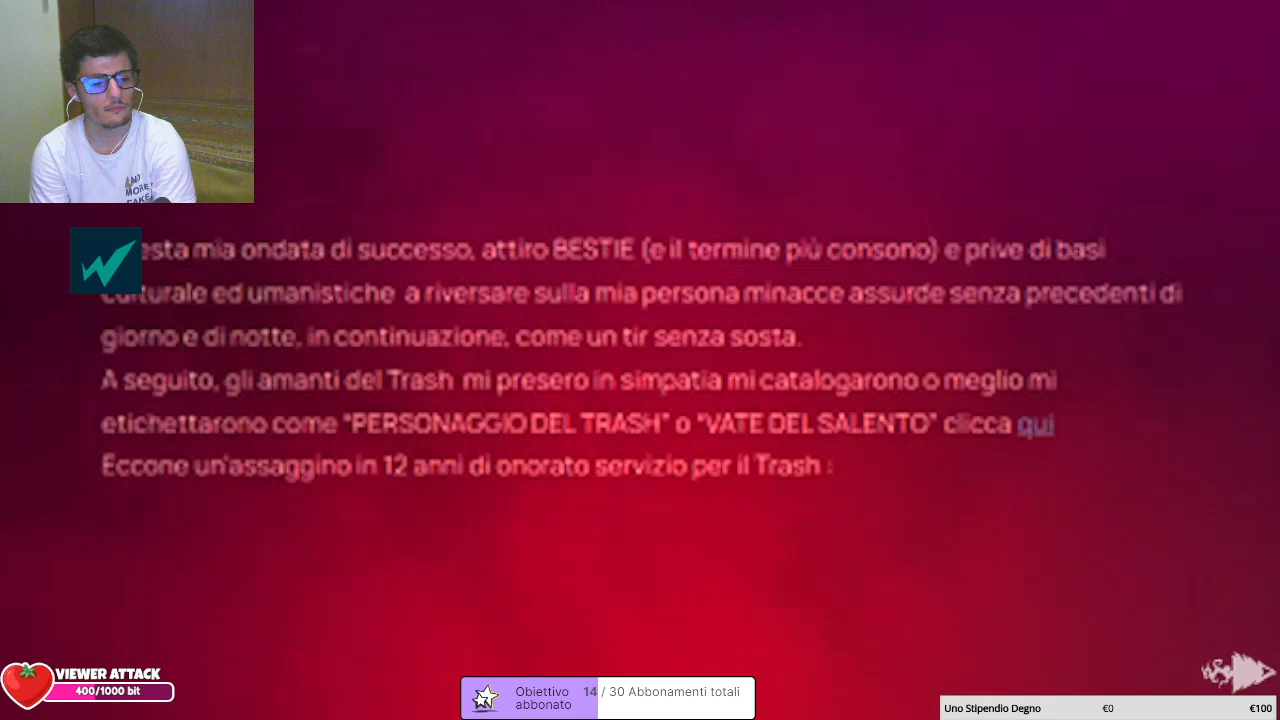 AND
MORE
FAKE
esta mia ondata di successo, attiro BESTIE (e il termine più consono) e prive di basi
culturale ed umanistiche a riversare sulla mia persona minacce assurde senza precedenti di
giorno e di notte, in continuazione, come un tir senza sosta.
A seguito, gli amanti del Trash mi presero in simpatia mi catalogarono o meglio mi
etichettarono come "PERSONAGGIO DEL TRASH" o "VATE DEL SALENTO" clicca qui
Eccone un'assaggino in 12 anni di onorato servizio per il Trash :
VIEWER ATTACK
400/1000 bit
Obiettivo abbonato 14 / 30 Abbonamenti totali
Uno Stipendio Degno €0 €100